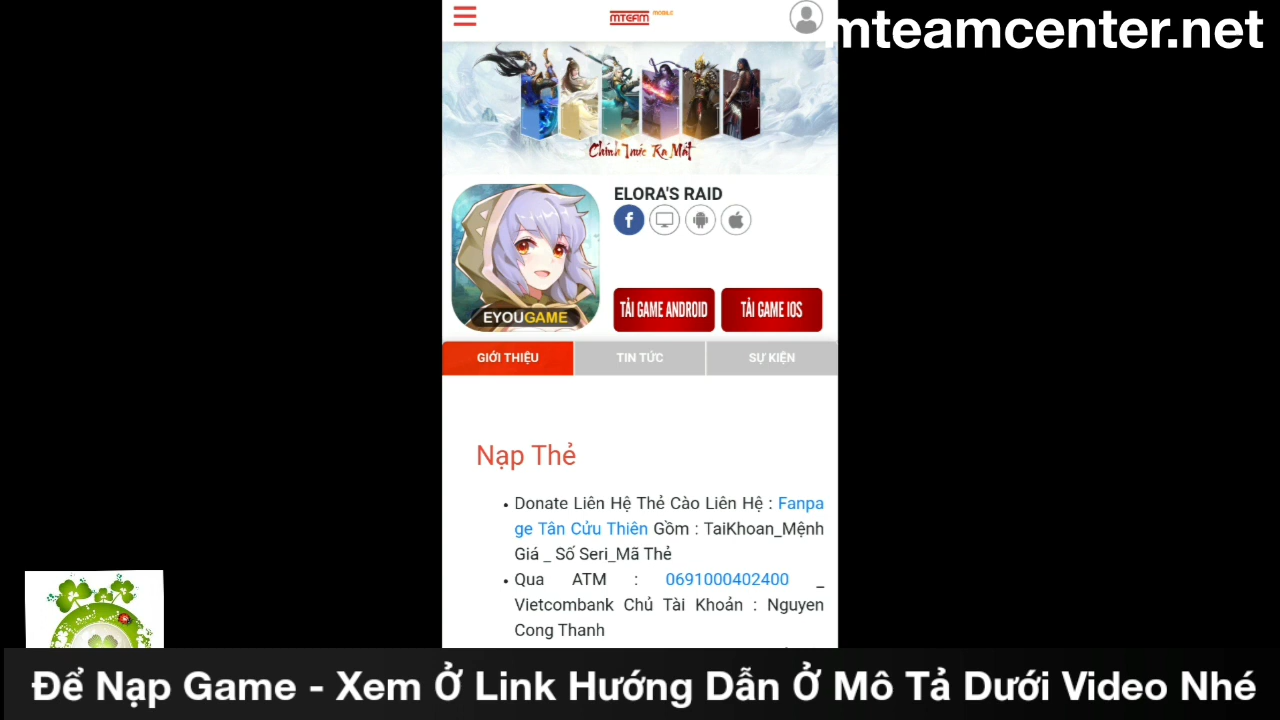 MTEAM MOBILE
mteamcenter.net
Chính Thức Ra Mắt
ELORA'S RAID
EYOUGAME
TẢI GAME ANDROID
TẢI GAME IOS
GIỚI THIỆU
TIN TỨC
SỰ KIỆN
Nạp Thẻ
• Donate Liên Hệ Thẻ Cào Liên Hệ : Fanpa
ge Tân Cửu Thiên Gồm : TaiKhoan_Mệnh
Giá _ Số Seri_Mã Thẻ
• Qua ATM : 0691000402400 _
Vietcombank Chủ Tài Khoản : Nguyen
Cong Thanh
Để Nạp Game - Xem Ở Link Hướng Dẫn Ở Mô Tả Dưới Video Nhé